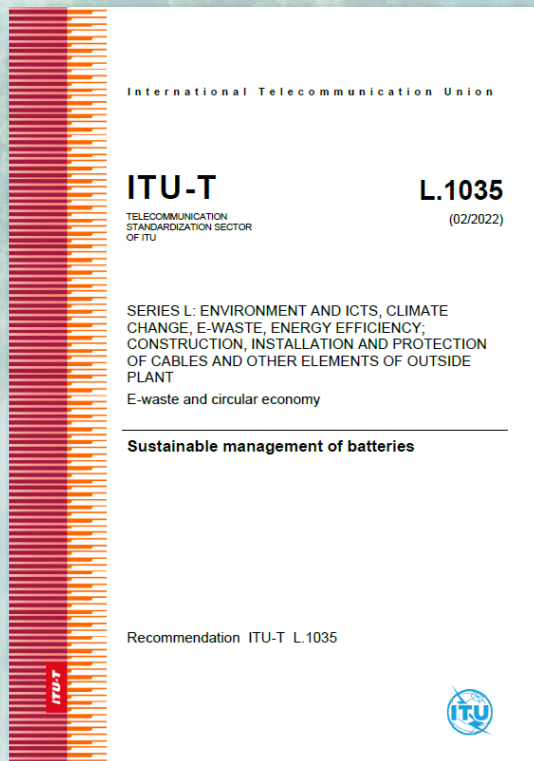 International Telecommunication Union
ITU-T
L.1035
TELECOMMUNICATION
STANDARDIZATION SECTOR
OF ITU
(02/2022)
SERIES L: ENVIRONMENT AND ICTS, CLIMATE
CHANGE, E-WASTE, ENERGY EFFICIENCY;
CONSTRUCTION, INSTALLATION AND PROTECTION
OF CABLES AND OTHER ELEMENTS OF OUTSIDE
PLANT
E-waste and circular economy
Sustainable management of batteries
Recommendation ITU-T L.1035
ITU-T
ITU